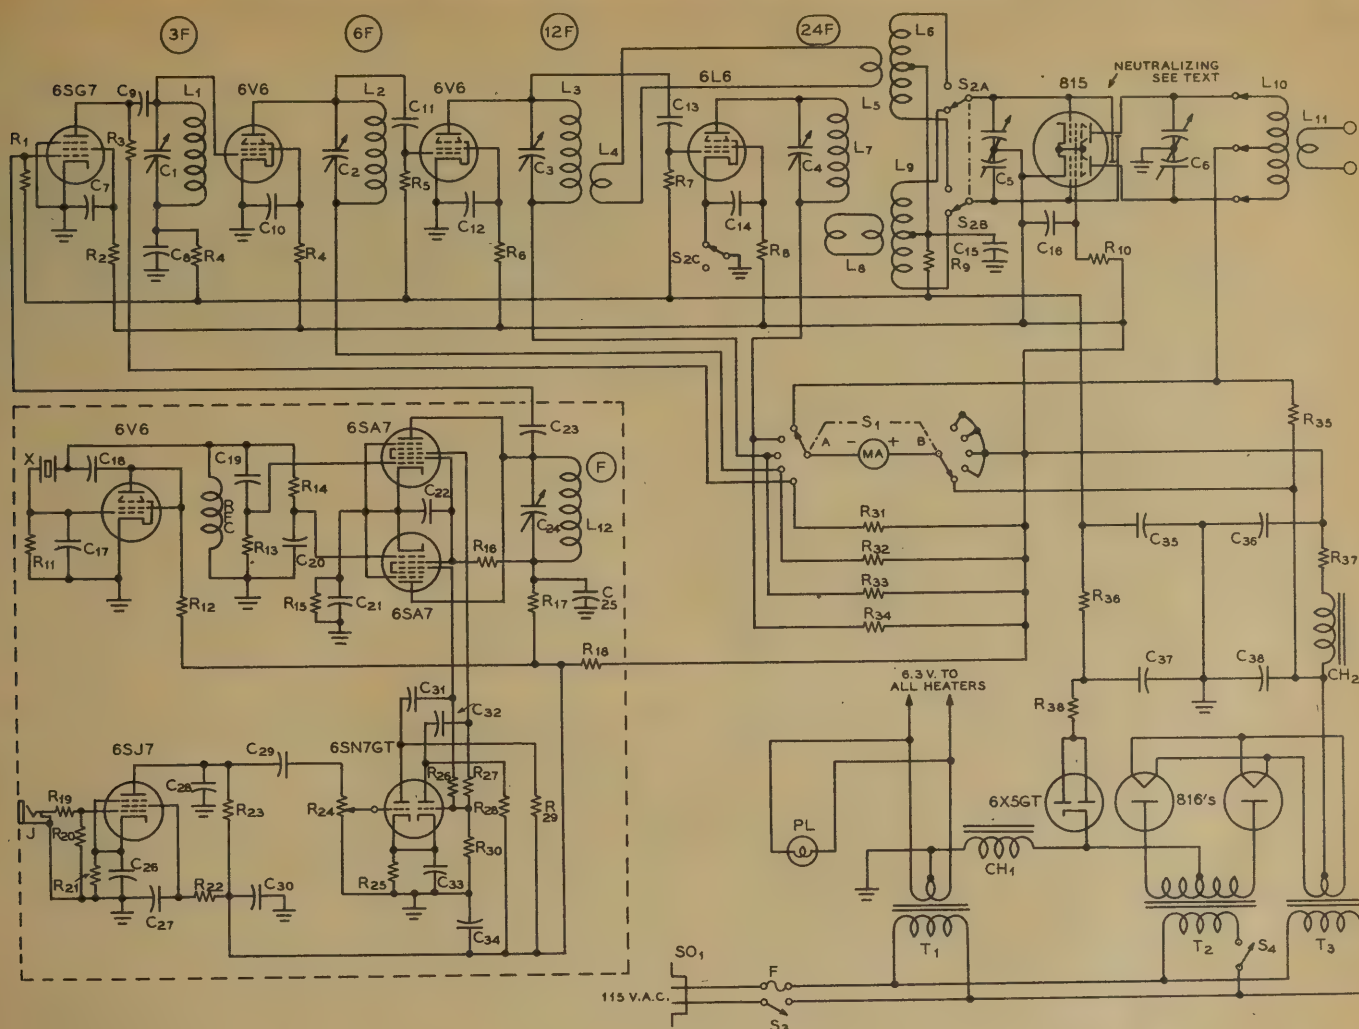 3F
6F
12F
24F
6SG7
C9
L1
6V6
L2
C11
6V6
L3
C13
6L6
L6
S2A
815
NEUTRALIZING
SEE TEXT
L10
L11
R1
R3
C1
C2
R5
C3
L4
R7
C4
L5
L7
L9
C5
C6
C7
C10
C12
C14
S2B
C8
R4
R2
R4
R6
S2C
R8
L8
C15
R9
C16
R10
6V6
6SA7
C23
S1
A
-
MA
+
B
R35
X
C18
C19
R14
F
RFC
C22
C24
L12
R11
C17
R13
C20
R16
R31
C35
C36
R37
R12
R15
C21
6SA7
R17
C25
R32
R33
R34
R36
R18
C37
C38
CH2
6.3 V. TO
ALL HEATERS
C31
C32
R38
6SJ7
C29
6SN7GT
R19
C28
R23
R24
R26
R27
R28
R29
6X5GT
816's
J
R20
PL
R21
C26
R22
R25
C33
R30
CH1
C27
C30
C34
SO1
F
T1
T2
S4
T3
115 V.A.C.
S3